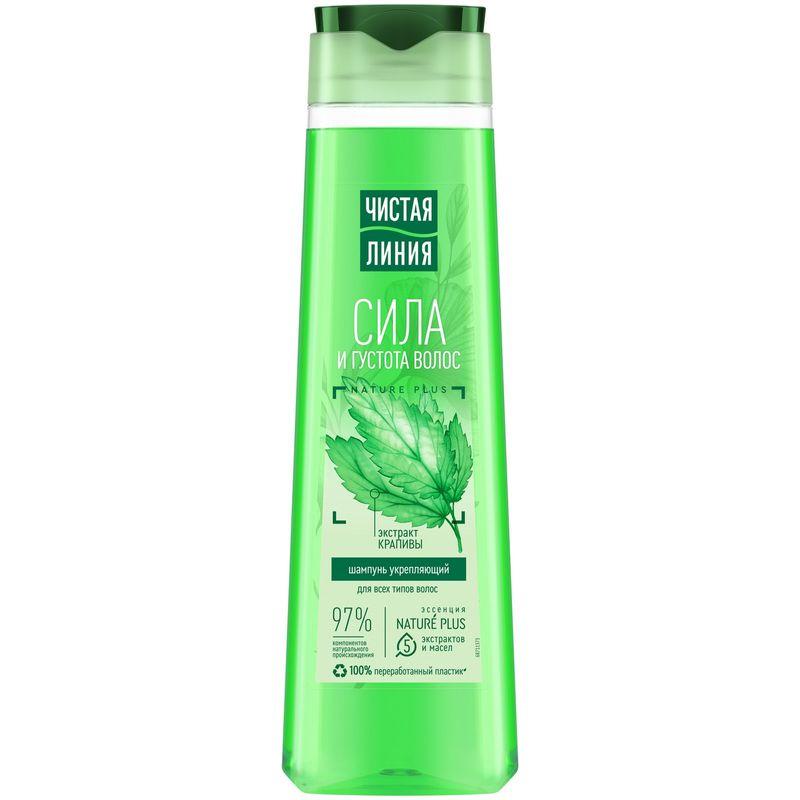 ЧИСТАЯ
ЛИНИЯ
СИЛА
И ГУСТОТА ВОЛОС
NATURE PLUS
экстракт
КРАПИВЫ
шампунь укрепляющий
для всех типов волос
97%
компонентов
натурального
происхождения
эссенция
NATURÉ PLUS
5 экстрактов
и масел
100% переработанный пластик